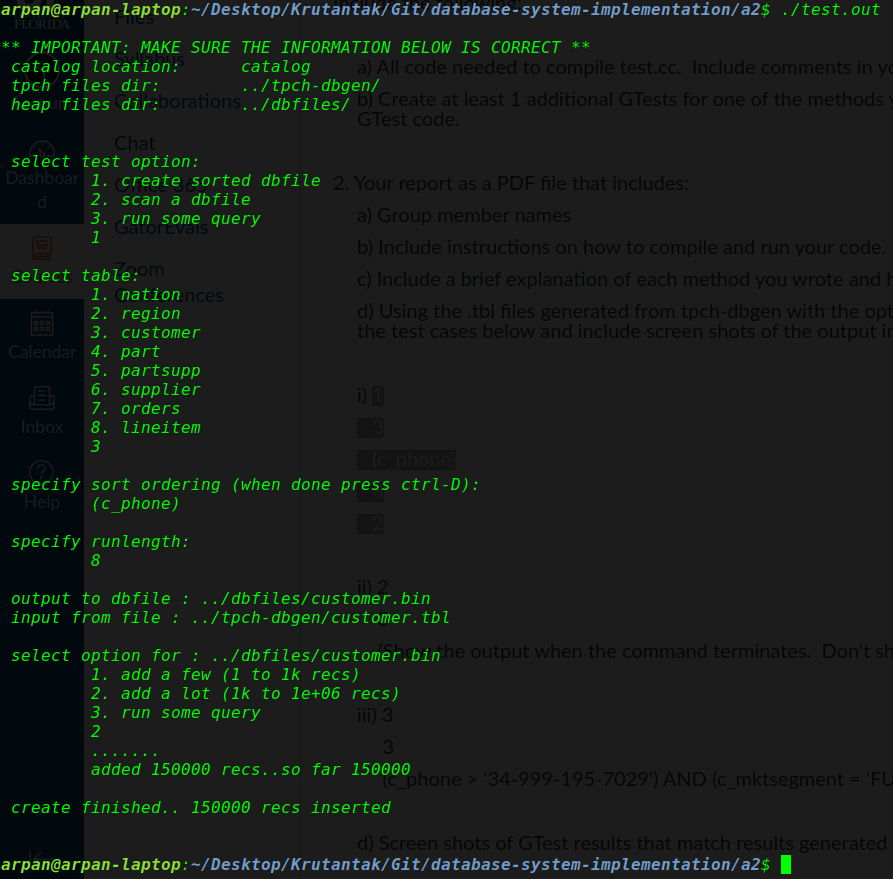 arpan@arpan-laptop:~/Desktop/Krutantak/Git/database-system-implementation/a2$ ./test.out
** IMPORTANT: MAKE SURE THE INFORMATION BELOW IS CORRECT **
catalog location: catalog
tpch files dir: ../tpch-dbgen/
heap files dir: ../dbfiles/
select test option:
1. create sorted dbfile
2. scan a dbfile
3. run some query
1
select table:
1. nation
2. region
3. customer
4. part
5. partsupp
6. supplier
7. orders
8. lineitem
3
specify sort ordering (when done press ctrl-D):
(c_phone)
specify runlength:
8
output to dbfile : ../dbfiles/customer.bin
input from file : ../tpch-dbgen/customer.tbl
select option for : ../dbfiles/customer.bin
1. add a few (1 to 1k recs)
2. add a lot (1k to 1e+06 recs)
3. run some query
2
.......
added 150000 recs..so far 150000
create finished.. 150000 recs inserted
arpan@arpan-laptop:~/Desktop/Krutantak/Git/database-system-implementation/a2$
FLORIDA
Dashboar
d
Calendar
Inbox
Help
Files
Syllabus
Collaborations
Chat
Office 365
GatorEvals
Zoom
a) All code needed to compile test.cc. Include comments in yo
b) Create at least 1 additional GTests for one of the methods y
GTest code.
2. Your report as a PDF file that includes:
a) Group member names
b) Include instructions on how to compile and run your code.
c) Include a brief explanation of each method you wrote and h
d) Using the .tbl files generated from tpch-dbgen with the opt
the test cases below and include screen shots of the output in
i) 1
3
(c_phone)
2
ii) 2
(Show the output when the command terminates. Don't sh
iii) 3
3
(c_phone > '34-999-195-7029') AND (c_mktsegment = 'FU
d) Screen shots of GTest results that match results generated